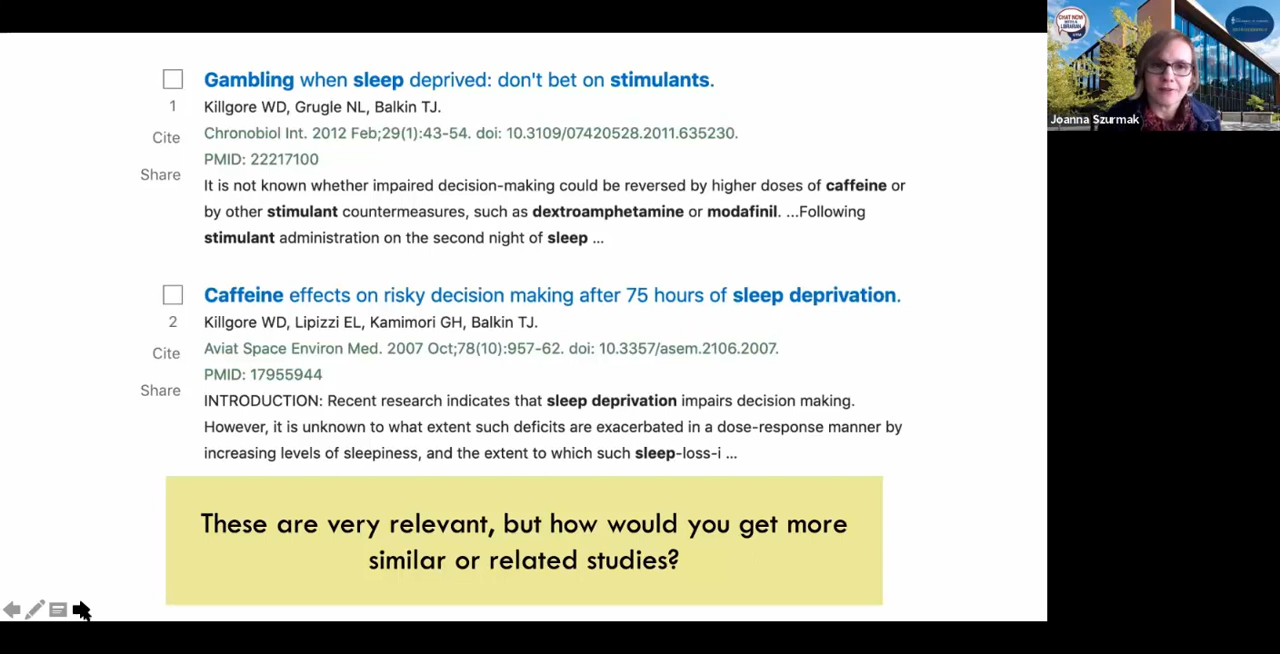 Gambling when sleep deprived: don't bet on stimulants.
1
Killgore WD, Grugle NL, Balkin TJ.
Cite
Chronobiol Int. 2012 Feb;29(1):43-54. doi: 10.3109/07420528.2011.635230.
PMID: 22217100
Share
It is not known whether impaired decision-making could be reversed by higher doses of caffeine or
by other stimulant countermeasures, such as dextroamphetamine or modafinil. ...Following
stimulant administration on the second night of sleep ...
Caffeine effects on risky decision making after 75 hours of sleep deprivation.
2
Killgore WD, Lipizzi EL, Kamimori GH, Balkin TJ.
Cite
Aviat Space Environ Med. 2007 Oct;78(10):957-62. doi: 10.3357/asem.2106.2007.
PMID: 17955944
Share
INTRODUCTION: Recent research indicates that sleep deprivation impairs decision making.
However, it is unknown to what extent such deficits are exacerbated in a dose-response manner by
increasing levels of sleepiness, and the extent to which such sleep-loss-i ...
These are very relevant, but how would you get more
similar or related studies?
CHAT NOW
LIBRARIAN
Joanna Szurmak